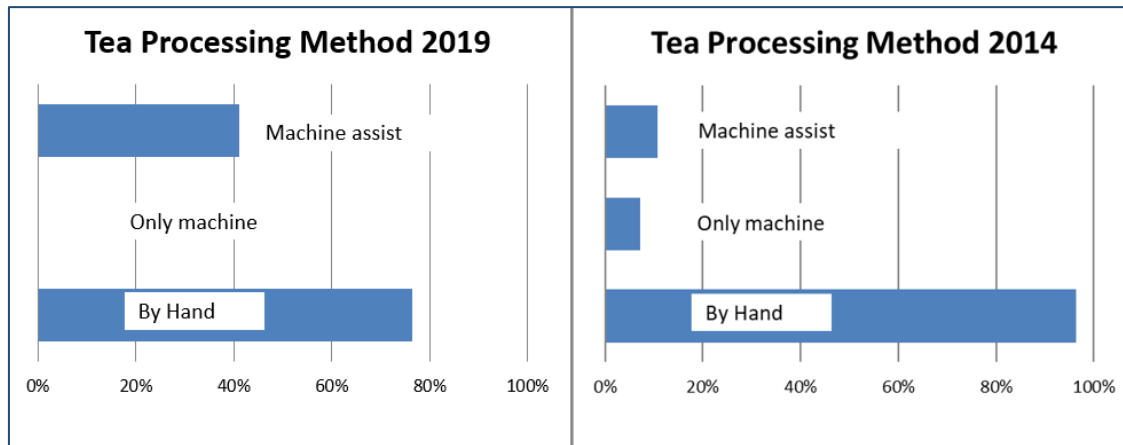 Tea Processing Method 2019
Machine assist
Only machine
By Hand
0% 20% 40% 60% 80% 100%
Tea Processing Method 2014
Machine assist
Only machine
By Hand
0% 20% 40% 60% 80% 100%